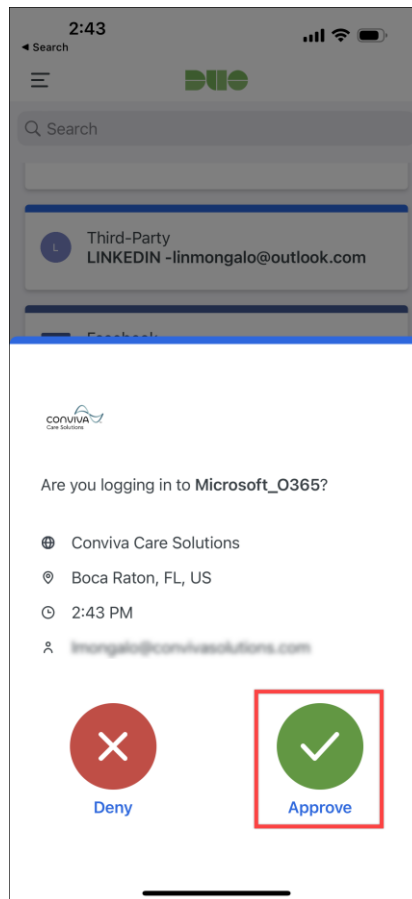 2:43
◄ Search
DUO
Search
L
Third-Party
LINKEDIN -linmongalo@outlook.com
Facebook
CONVIVA
Care Solutions
Are you logging in to Microsoft_O365?
Conviva Care Solutions
Boca Raton, FL, US
2:43 PM
Deny
Approve